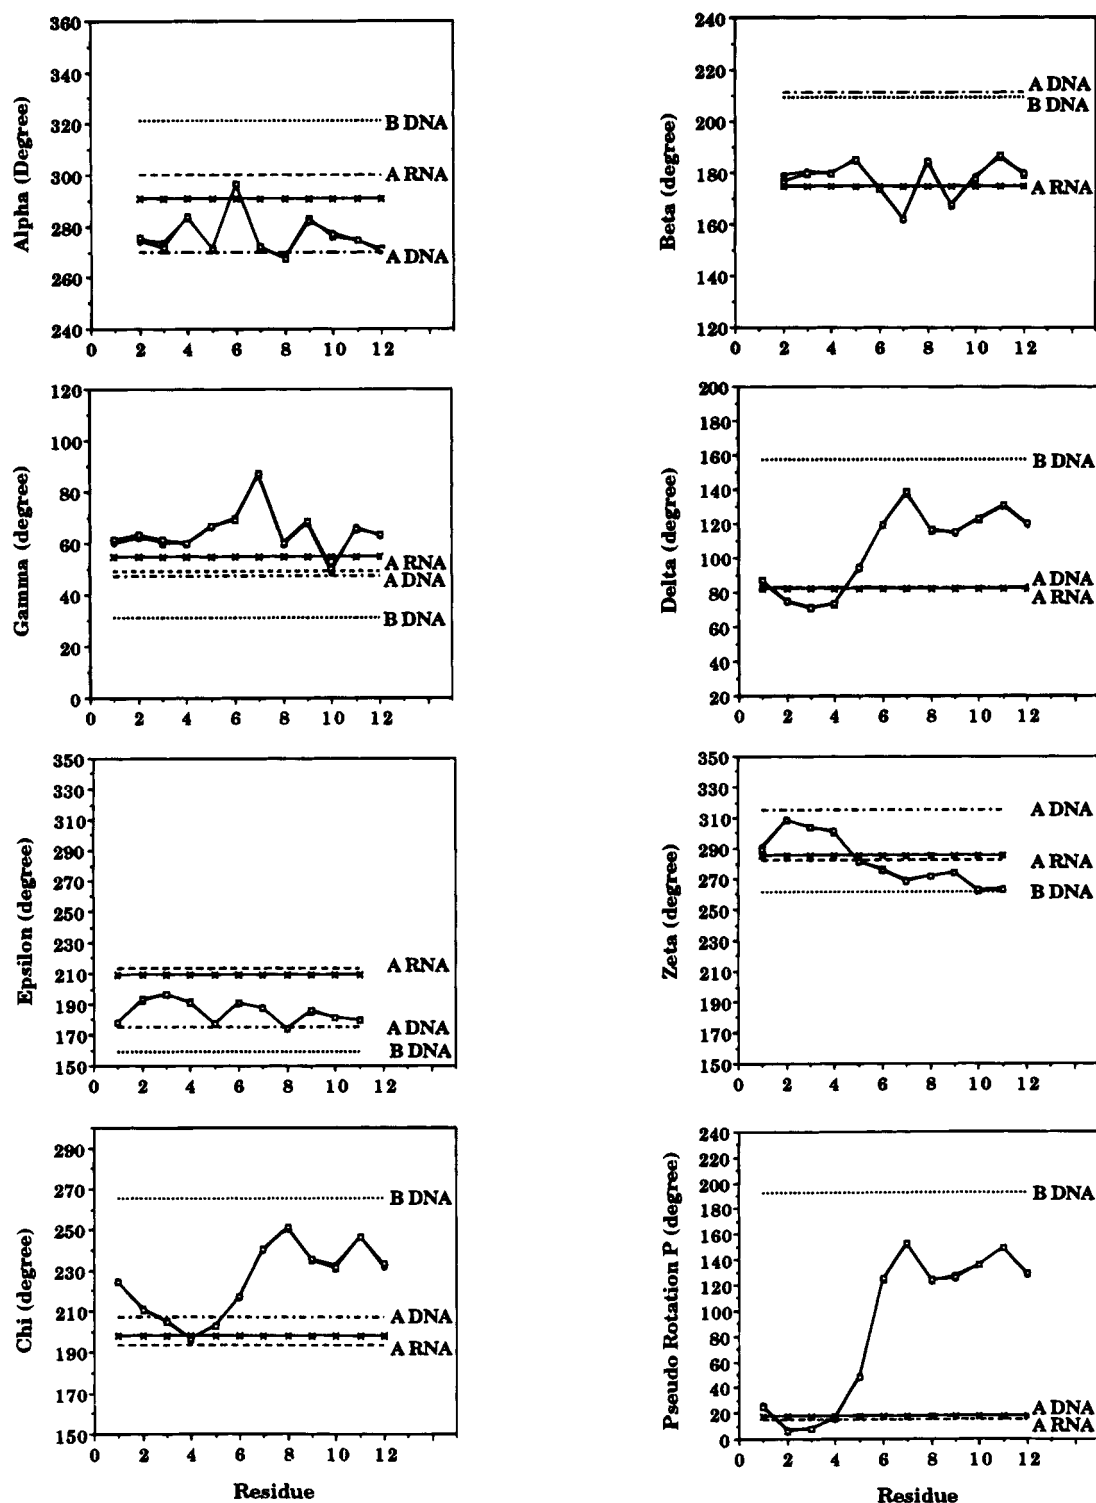 360
340
320
300
280
260
240
0 2 4 6 8 10 12
Alpha (Degree)
B DNA
A RNA
A DNA
240
220
200
180
160
140
120
0 2 4 6 8 10 12
Beta (degree)
A DNA
B DNA
A RNA
120
100
80
60
40
20
0
0 2 4 6 8 10 12
Gamma (degree)
A RNA
A DNA
B DNA
200
180
160
140
120
100
80
60
40
20
0 2 4 6 8 10 12
Delta (degree)
B DNA
A DNA
A RNA
350
330
310
290
270
250
230
210
190
170
150
0 2 4 6 8 10 12
Epsilon (degree)
A RNA
A DNA
B DNA
350
330
310
290
270
250
230
210
190
170
150
0 2 4 6 8 10 12
Zeta (degree)
A DNA
A RNA
B DNA
290
270
250
230
210
190
170
150
0 2 4 6 8 10 12
Chi (degree)
B DNA
A DNA
A RNA
Residue
240
220
200
180
160
140
120
100
80
60
40
20
0
0 2 4 6 8 10 12
Pseudo Rotation P (degree)
B DNA
A DNA
A RNA
Residue